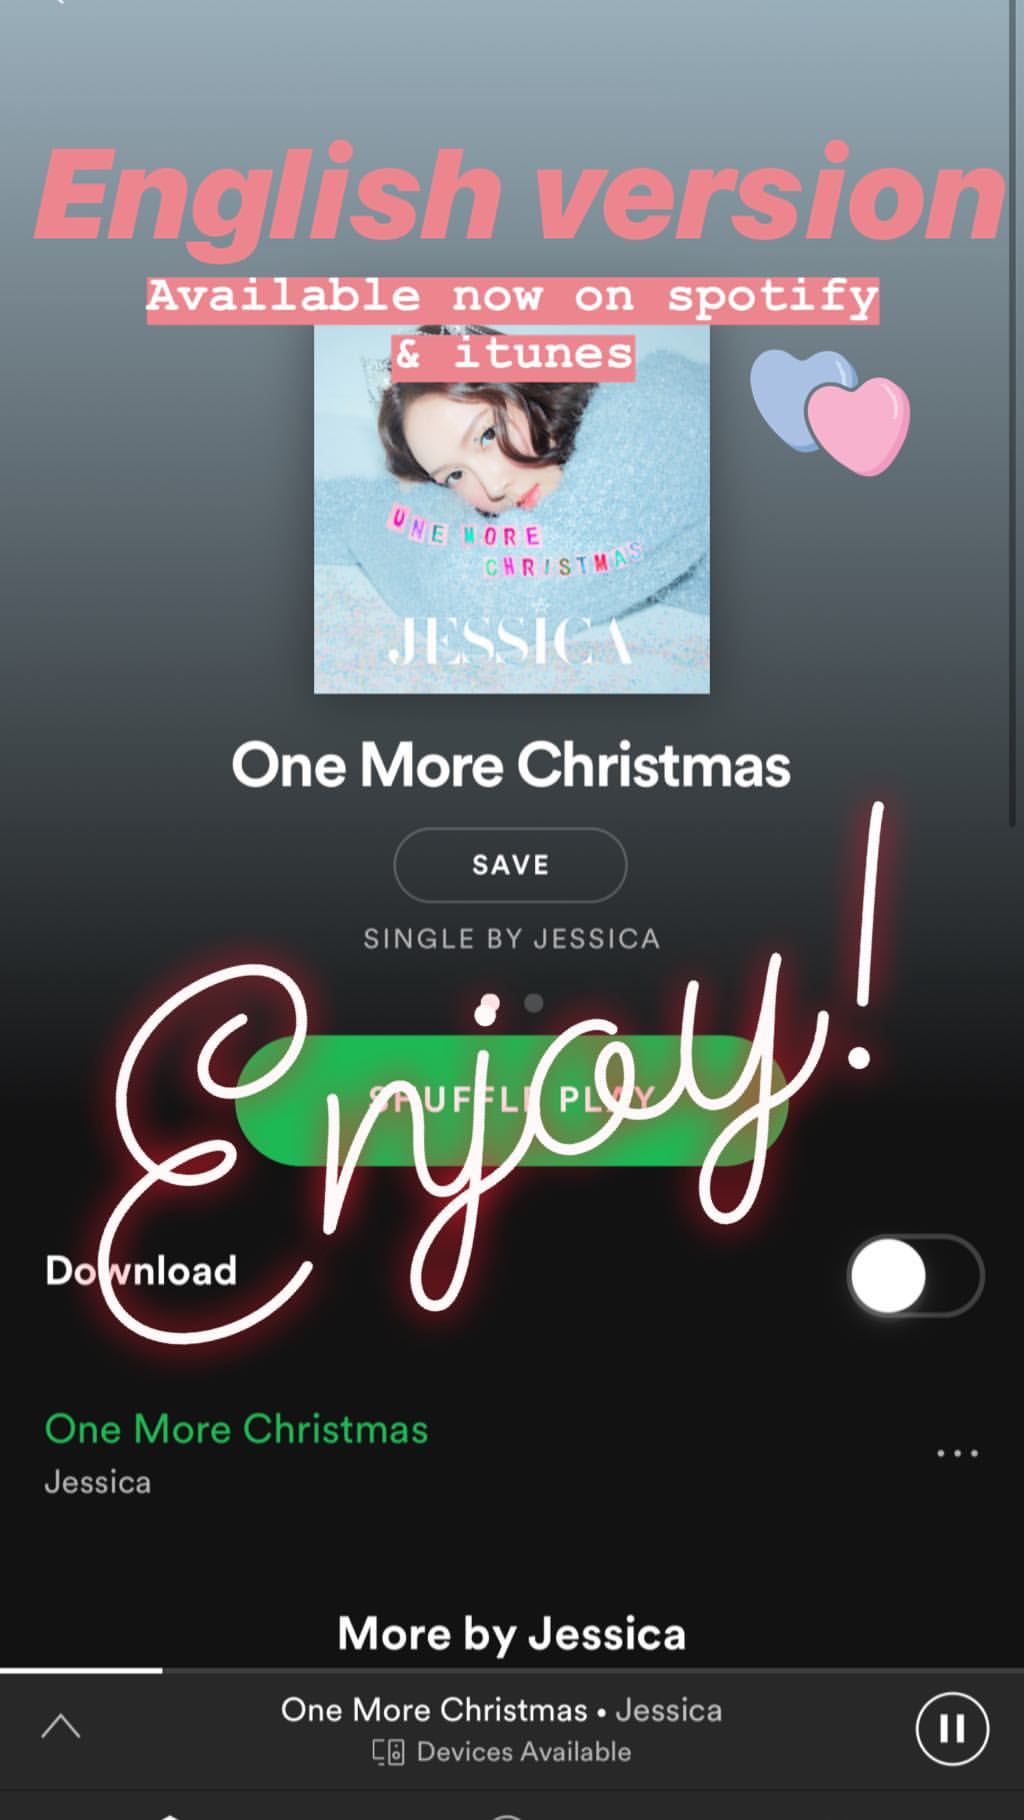 English version
Available now on spotify
& itunes
ONE MORE
CHRISTMAS
JESSICA
One More Christmas
SAVE
SINGLE BY JESSICA
Enjoy!
SHUFFLE PLAY
Download
One More Christmas
Jessica
More by Jessica
One More Christmas • Jessica
Devices Available